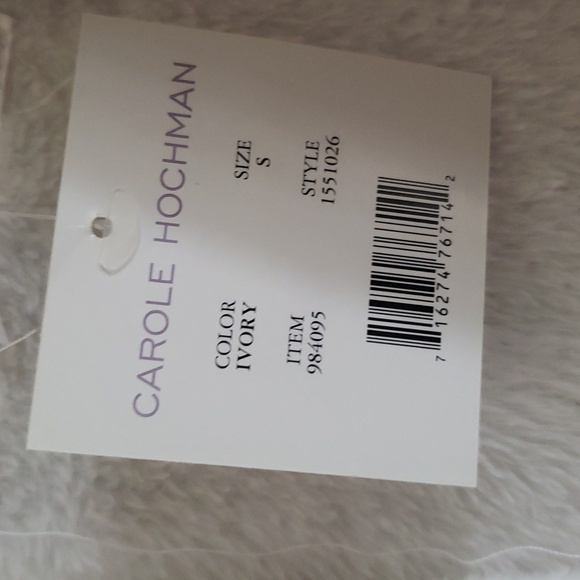 CAROLE HOCHMAN
COLOR
IVORY
SIZE
S
ITEM
984095
STYLE
1551026
7 16274 76714 2